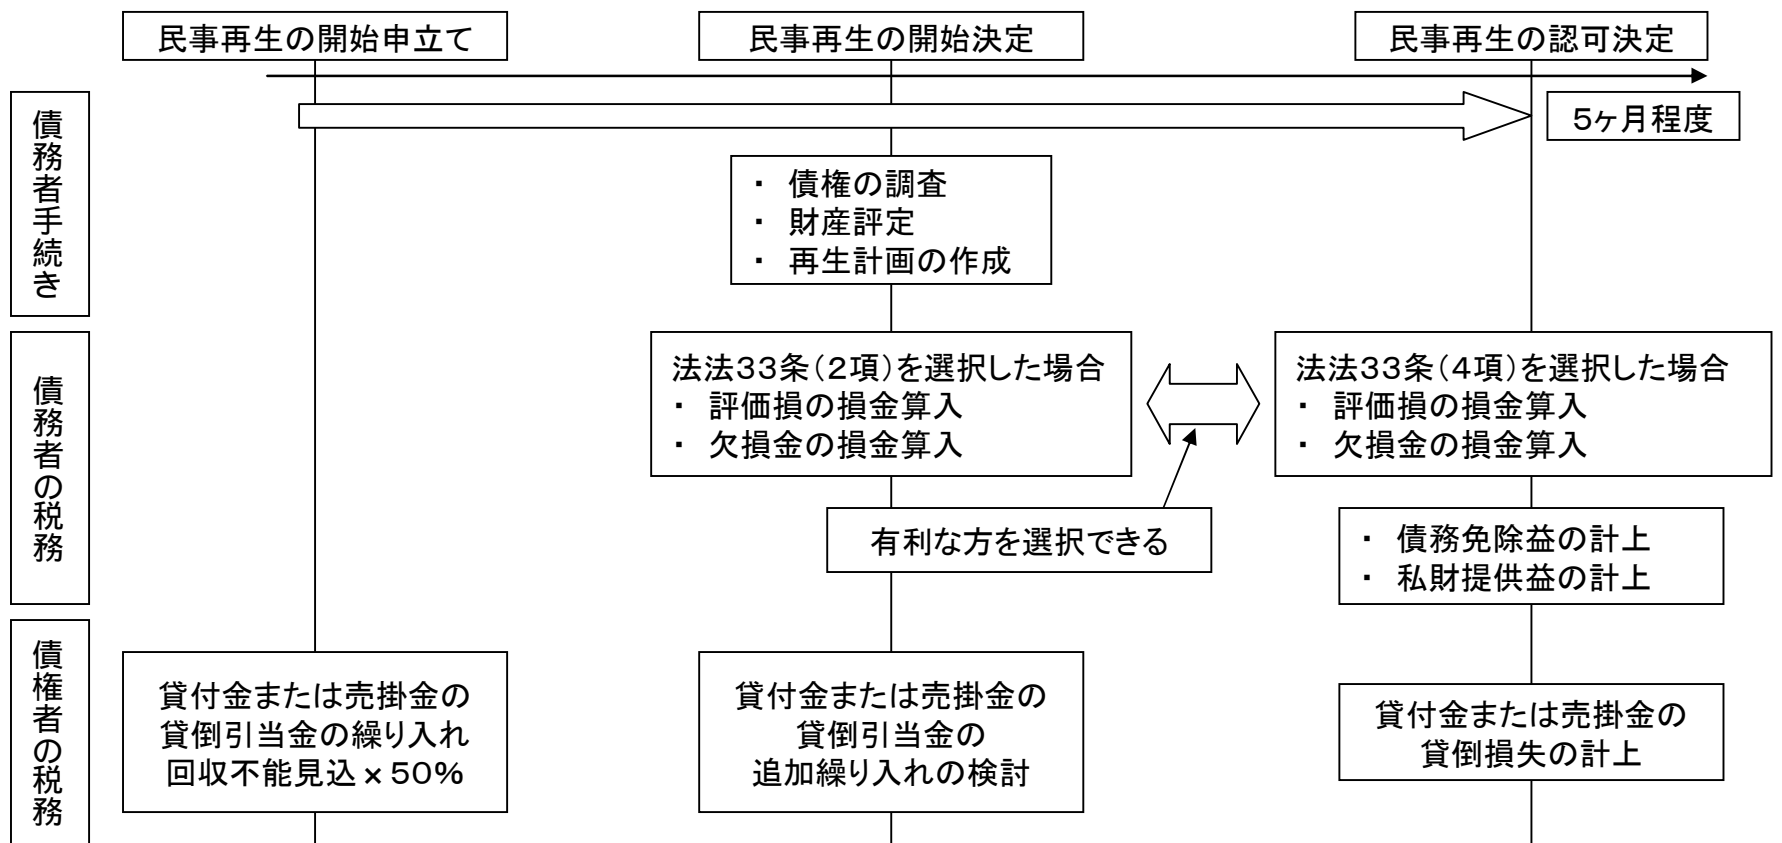 民事再生の開始申立て
民事再生の開始決定
民事再生の認可決定
債務者手続き
5ヶ月程度
・ 債権の調査
・ 財産評定
・ 再生計画の作成
債務者の税務
法法33条(2項)を選択した場合
・ 評価損の損金算入
・ 欠損金の損金算入
法法33条(4項)を選択した場合
・ 評価損の損金算入
・ 欠損金の損金算入
有利な方を選択できる
・ 債務免除益の計上
・ 私財提供益の計上
債権者の税務
貸付金または売掛金の
貸倒引当金の繰り入れ
回収不能見込×50%
貸付金または売掛金の
貸倒引当金の
追加繰り入れの検討
貸付金または売掛金の
貸倒損失の計上